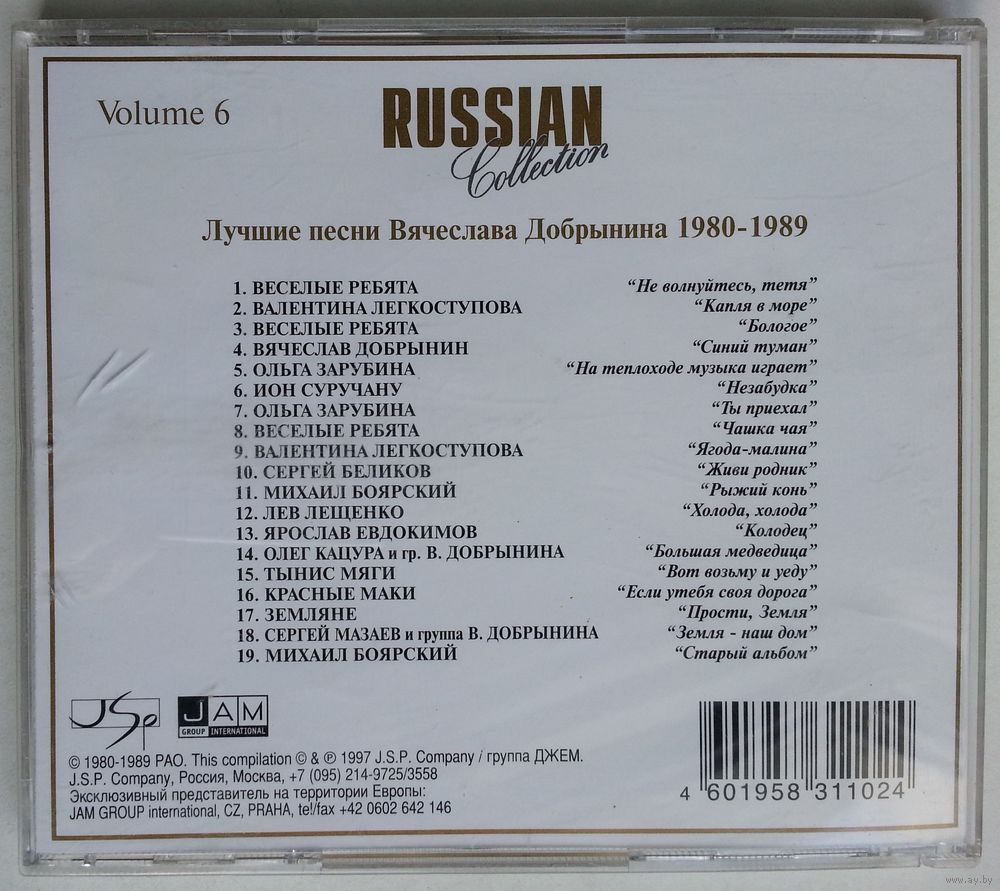 Volume 6
RUSSIAN
Collection
Лучшие песни Вячеслава Добрынина 1980-1989
1. ВЕСЕЛЫЕ РЕБЯТА “Не волнуйтесь, тетя”
2. ВАЛЕНТИНА ЛЕГКОСТУПОВА “Капля в море”
3. ВЕСЕЛЫЕ РЕБЯТА “Бологое”
4. ВЯЧЕСЛАВ ДОБРЫНИН “Синий туман”
5. ОЛЬГА ЗАРУБИНА “На теплоходе музыка играет”
6. ИОН СУРУЧАНУ “Незабудка”
7. ОЛЬГА ЗАРУБИНА “Ты приехал”
8. ВЕСЕЛЫЕ РЕБЯТА “Чашка чая”
9. ВАЛЕНТИНА ЛЕГКОСТУПОВА “Ягода-малина”
10. СЕРГЕЙ БЕЛИКОВ “Живи родник”
11. МИХАИЛ БОЯРСКИЙ “Рыжий конь”
12. ЛЕВ ЛЕЩЕНКО “Холода, холода”
13. ЯРОСЛАВ ЕВДОКИМОВ “Колодец”
14. ОЛЕГ КАЦУРА и гр. В. ДОБРЫНИНА “Большая медведица”
15. ТЫНИС МЯГИ “Вот возьму и уеду”
16. КРАСНЫЕ МАКИ “Если утебя своя дорога”
17. ЗЕМЛЯНЕ “Прости, Земля”
18. СЕРГЕЙ МАЗАЕВ и группа В. ДОБРЫНИНА “Земля - наш дом”
19. МИХАИЛ БОЯРСКИЙ “Старый альбом”
JSP
JAM
GROUP INTERNATIONAL
© 1980-1989 РАО. This compilation © & ℗ 1997 J.S.P. Company / группа ДЖЕМ.
J.S.P. Company, Россия, Москва, +7 (095) 214-9725/3558
Эксклюзивный представитель на территории Европы:
JAM GROUP international, CZ, PRAHA, te!/fax +42 0602 642 146
4 601958 311024
www.ay.by